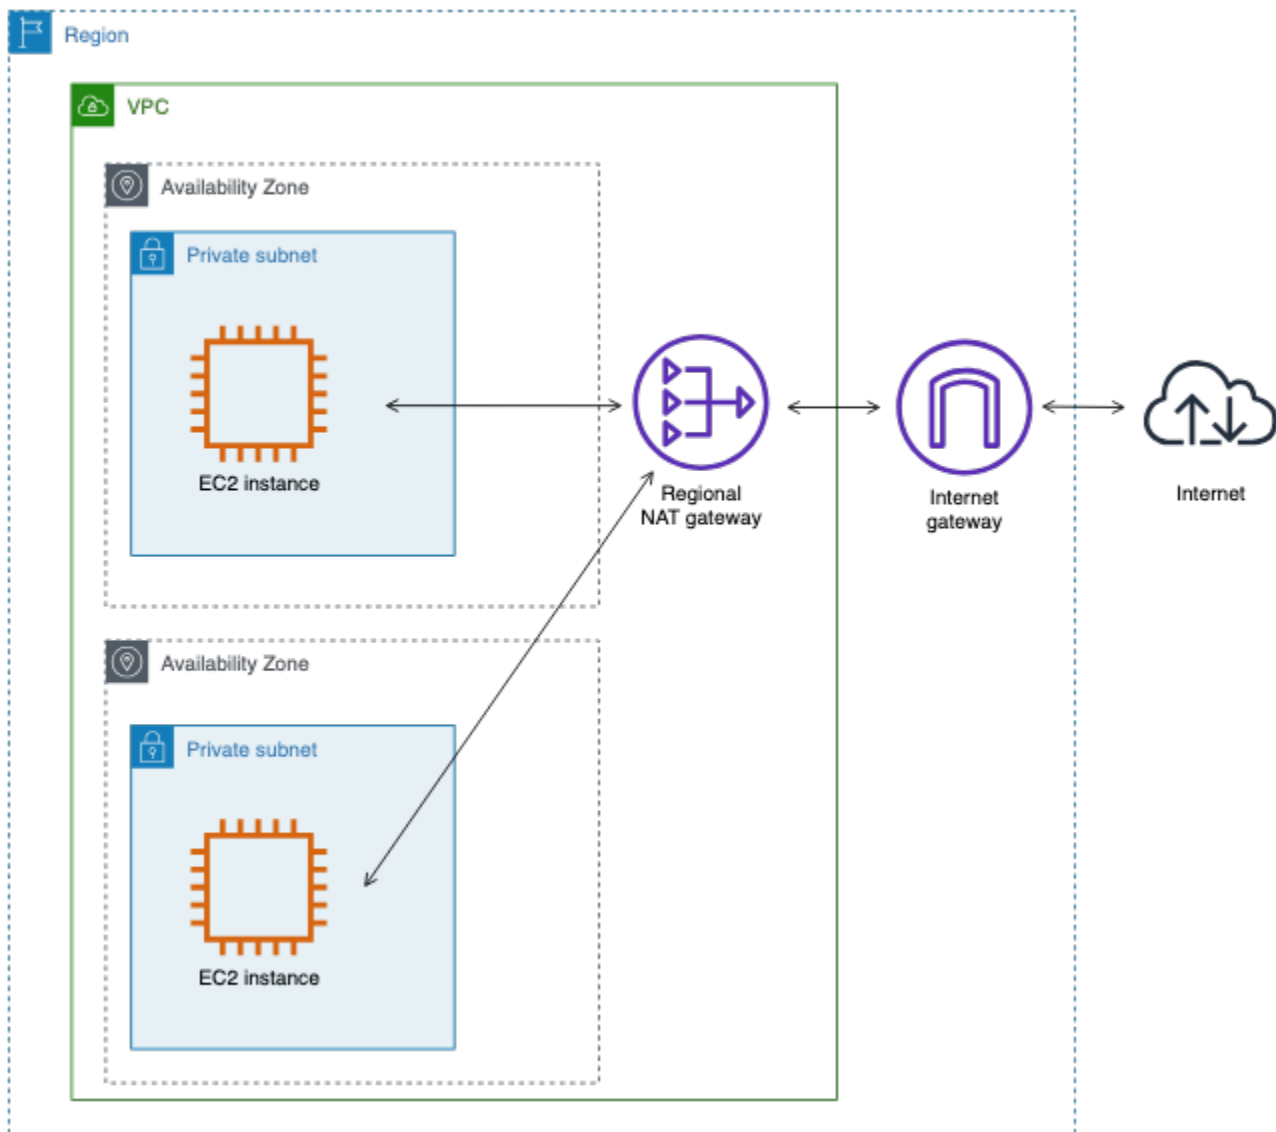 Region
VPC
Availability Zone
Private subnet
EC2 instance
Regional
NAT gateway
Internet
gateway
Internet
Availability Zone
Private subnet
EC2 instance